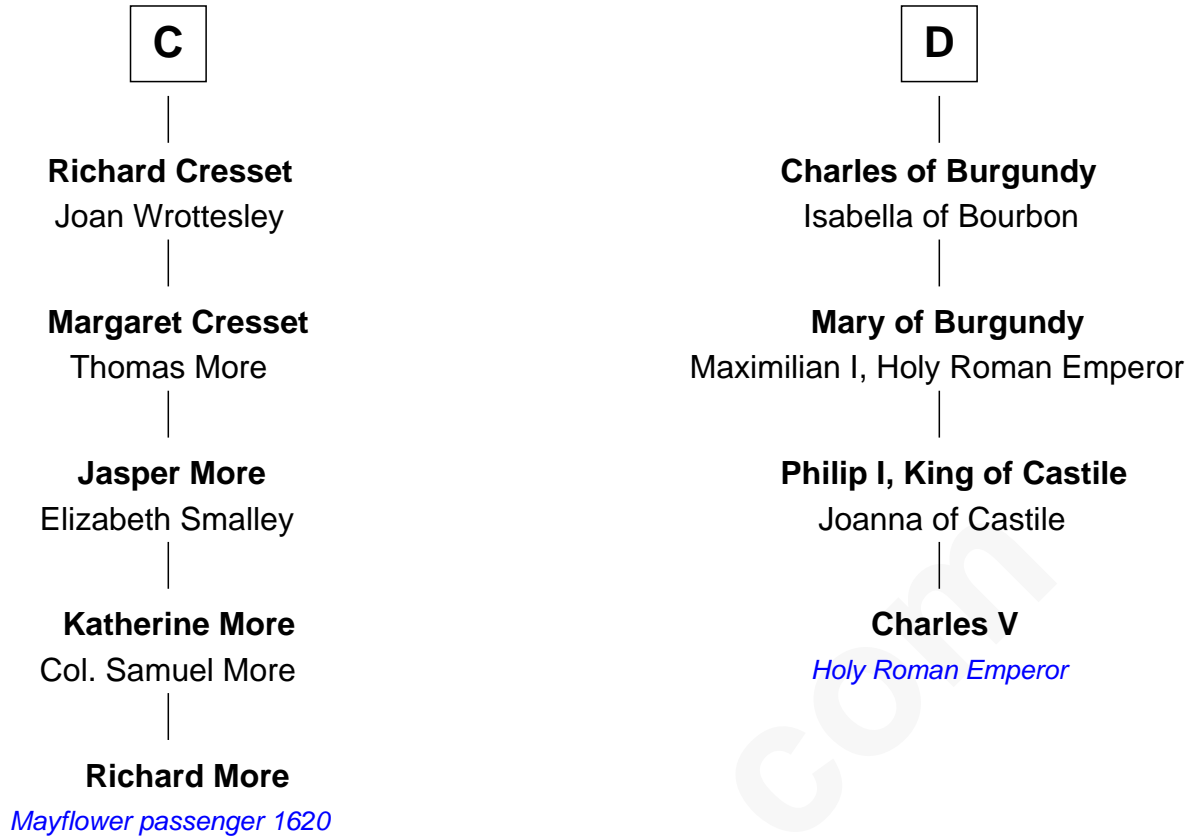 C
Richard Cresset
Joan Wrottesley
Margaret Cresset
Thomas More
Jasper More
Elizabeth Smalley
Katherine More
Col. Samuel More
Richard More
Mayflower passenger 1620
D
Charles of Burgundy
Isabella of Bourbon
Mary of Burgundy
Maximilian I, Holy Roman Emperor
Philip I, King of Castile
Joanna of Castile
Charles V
Holy Roman Emperor
com